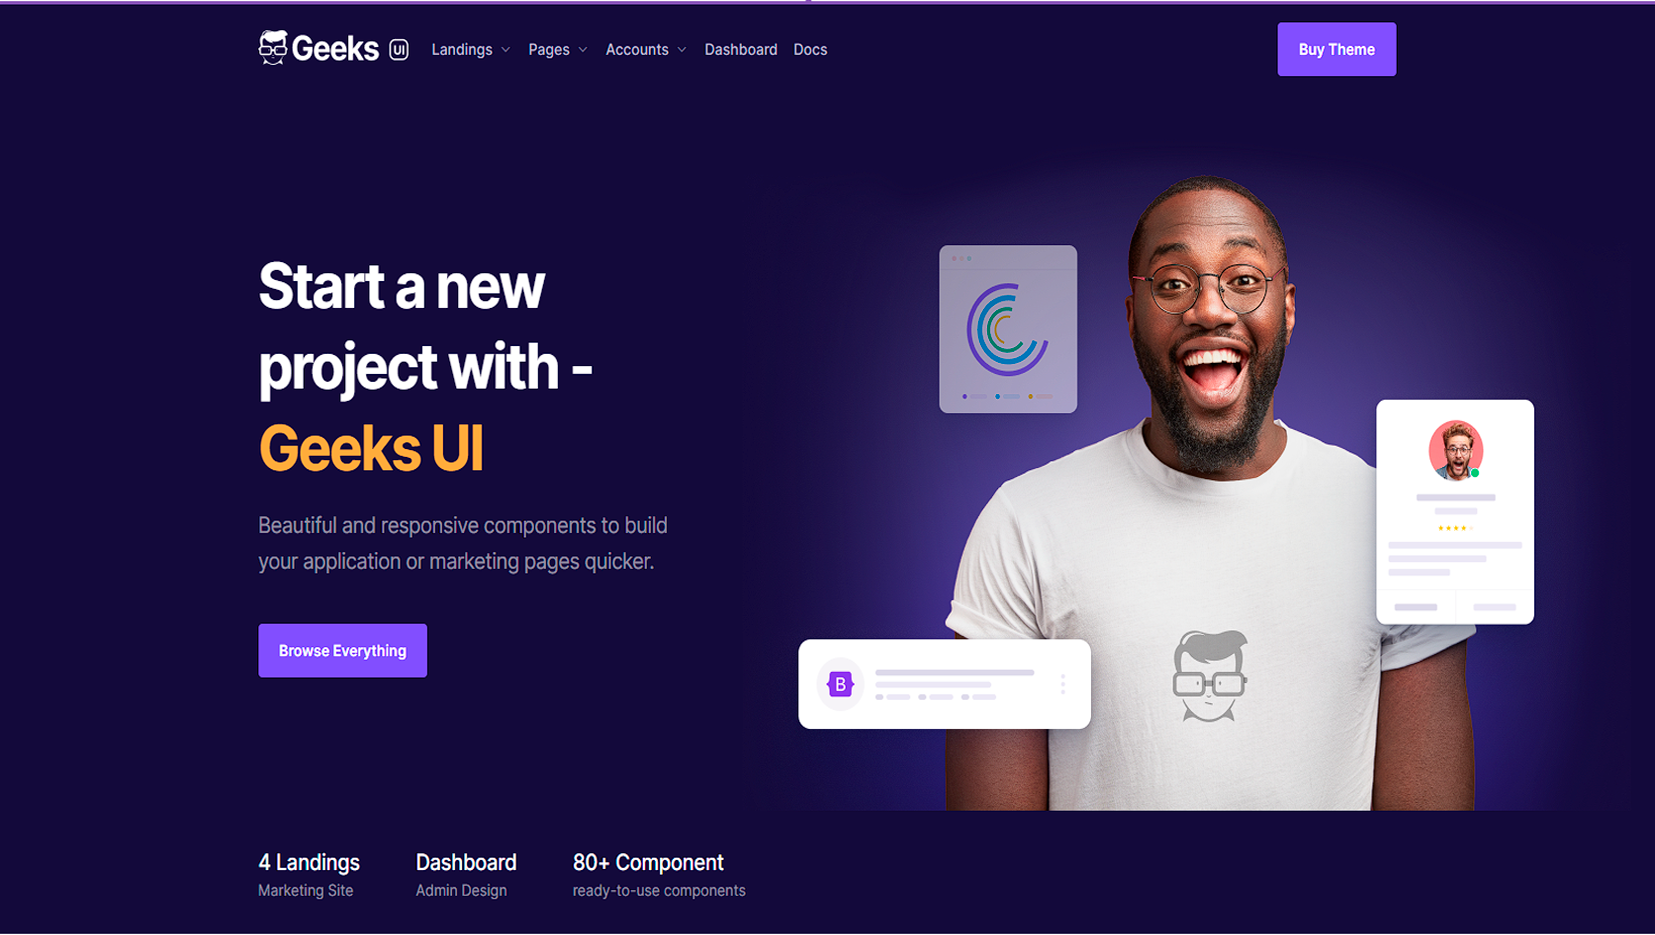 Geeks UI
Landings
Pages
Accounts
Dashboard
Docs
Buy Theme
Start a new
project with -
Geeks UI
Beautiful and responsive components to build
your application or marketing pages quicker.
Browse Everything
B
4 Landings
Marketing Site
Dashboard
Admin Design
80+ Component
ready-to-use components